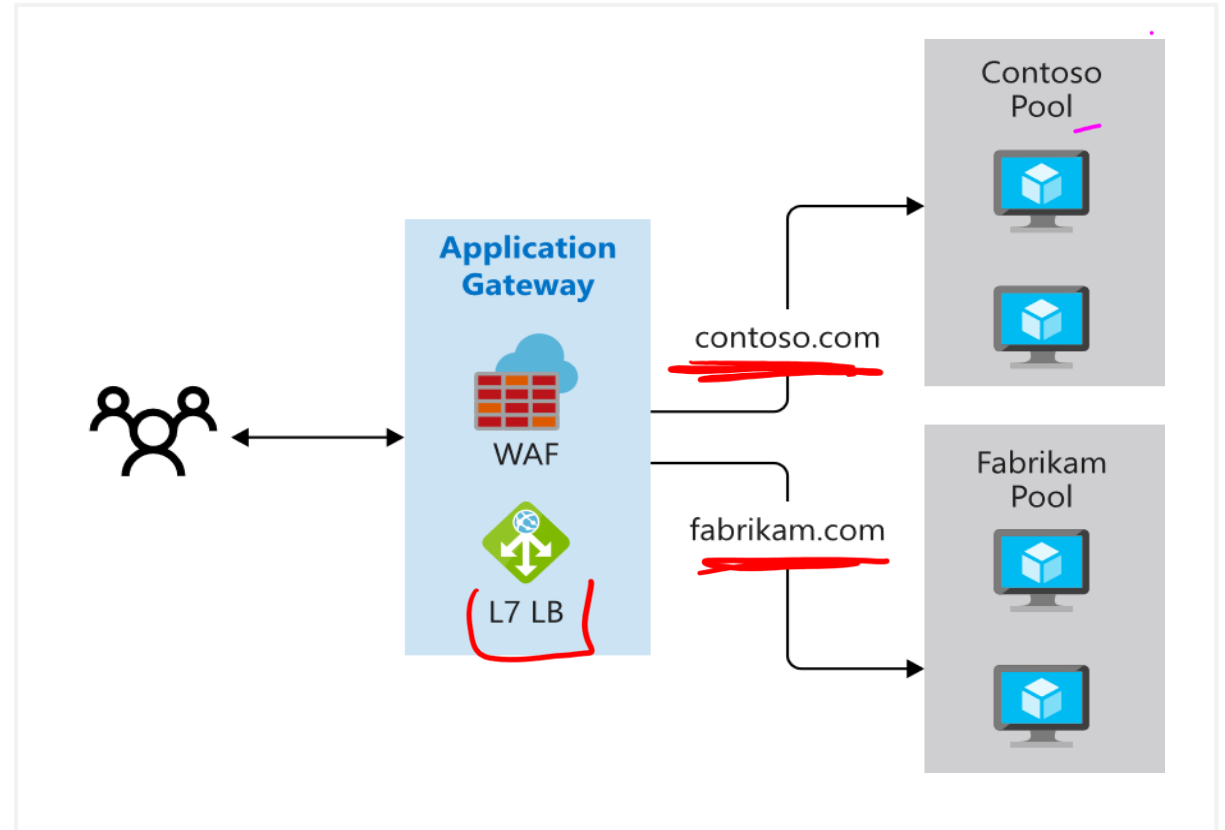 Contoso
Pool
Application
Gateway
contoso.com
WAF
Fabrikam
Pool
fabrikam.com
L7 LB